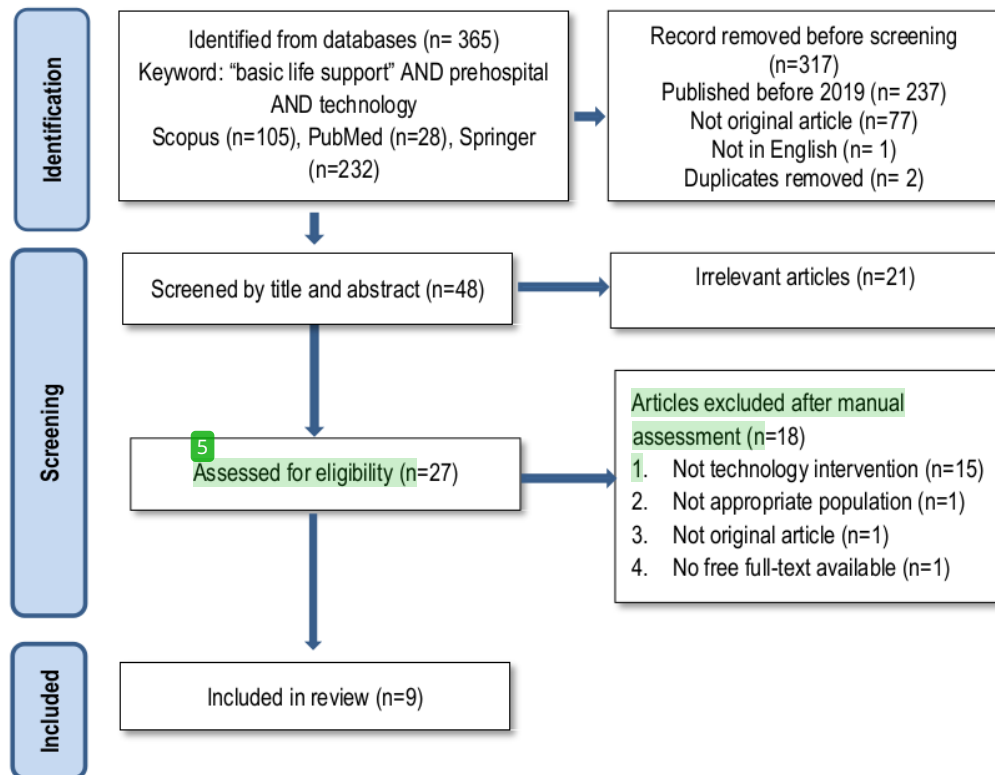 Identification
Identified from databases (n= 365)
Keyword: “basic life support” AND prehospital
AND technology
Scopus (n=105), PubMed (n=28), Springer
(n=232)
Record removed before screening
(n=317)
Published before 2019 (n= 237)
Not original article (n=77)
Not in English (n= 1)
Duplicates removed (n= 2)
Screening
Screened by title and abstract (n=48)
Irrelevant articles (n=21)
5
Assessed for eligibility (n=27)
Articles excluded after manual
assessment (n=18)
1. Not technology intervention (n=15)
2. Not appropriate population (n=1)
3. Not original article (n=1)
4. No free full-text available (n=1)
Included
Included in review (n=9)